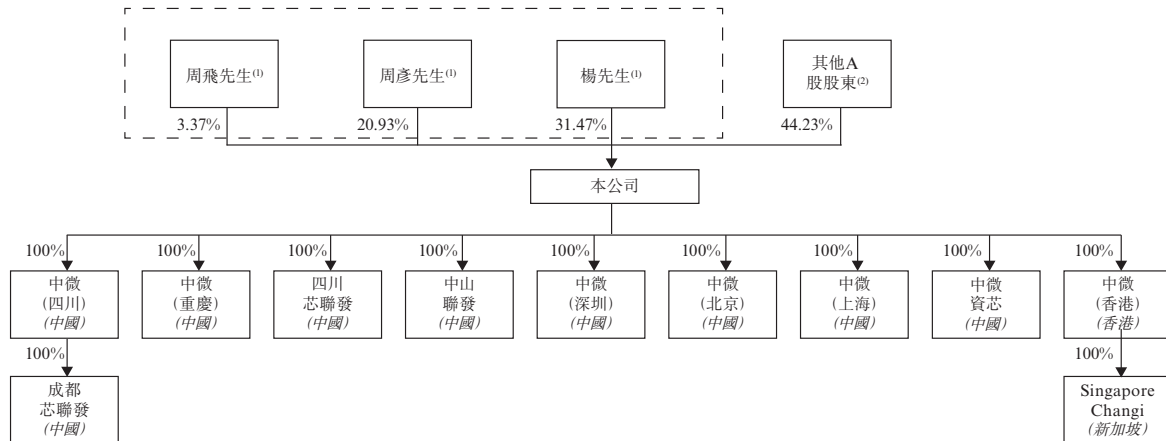 周飛先生(1)
周彥先生(1)
楊先生(1)
其他A
股股東(2)
3.37%
20.93%
31.47%
44.23%
本公司
100%
100%
100%
100%
100%
100%
100%
100%
100%
中微
(四川)
(中國)
中微
(重慶)
(中國)
四川
芯聯發
(中國)
中山
聯發
(中國)
中微
(深圳)
(中國)
中微
(北京)
(中國)
中微
(上海)
(中國)
中微
資芯
(中國)
中微
(香港)
(香港)
100%
100%
成都
芯聯發
(中國)
Singapore
Changi
(新加坡)